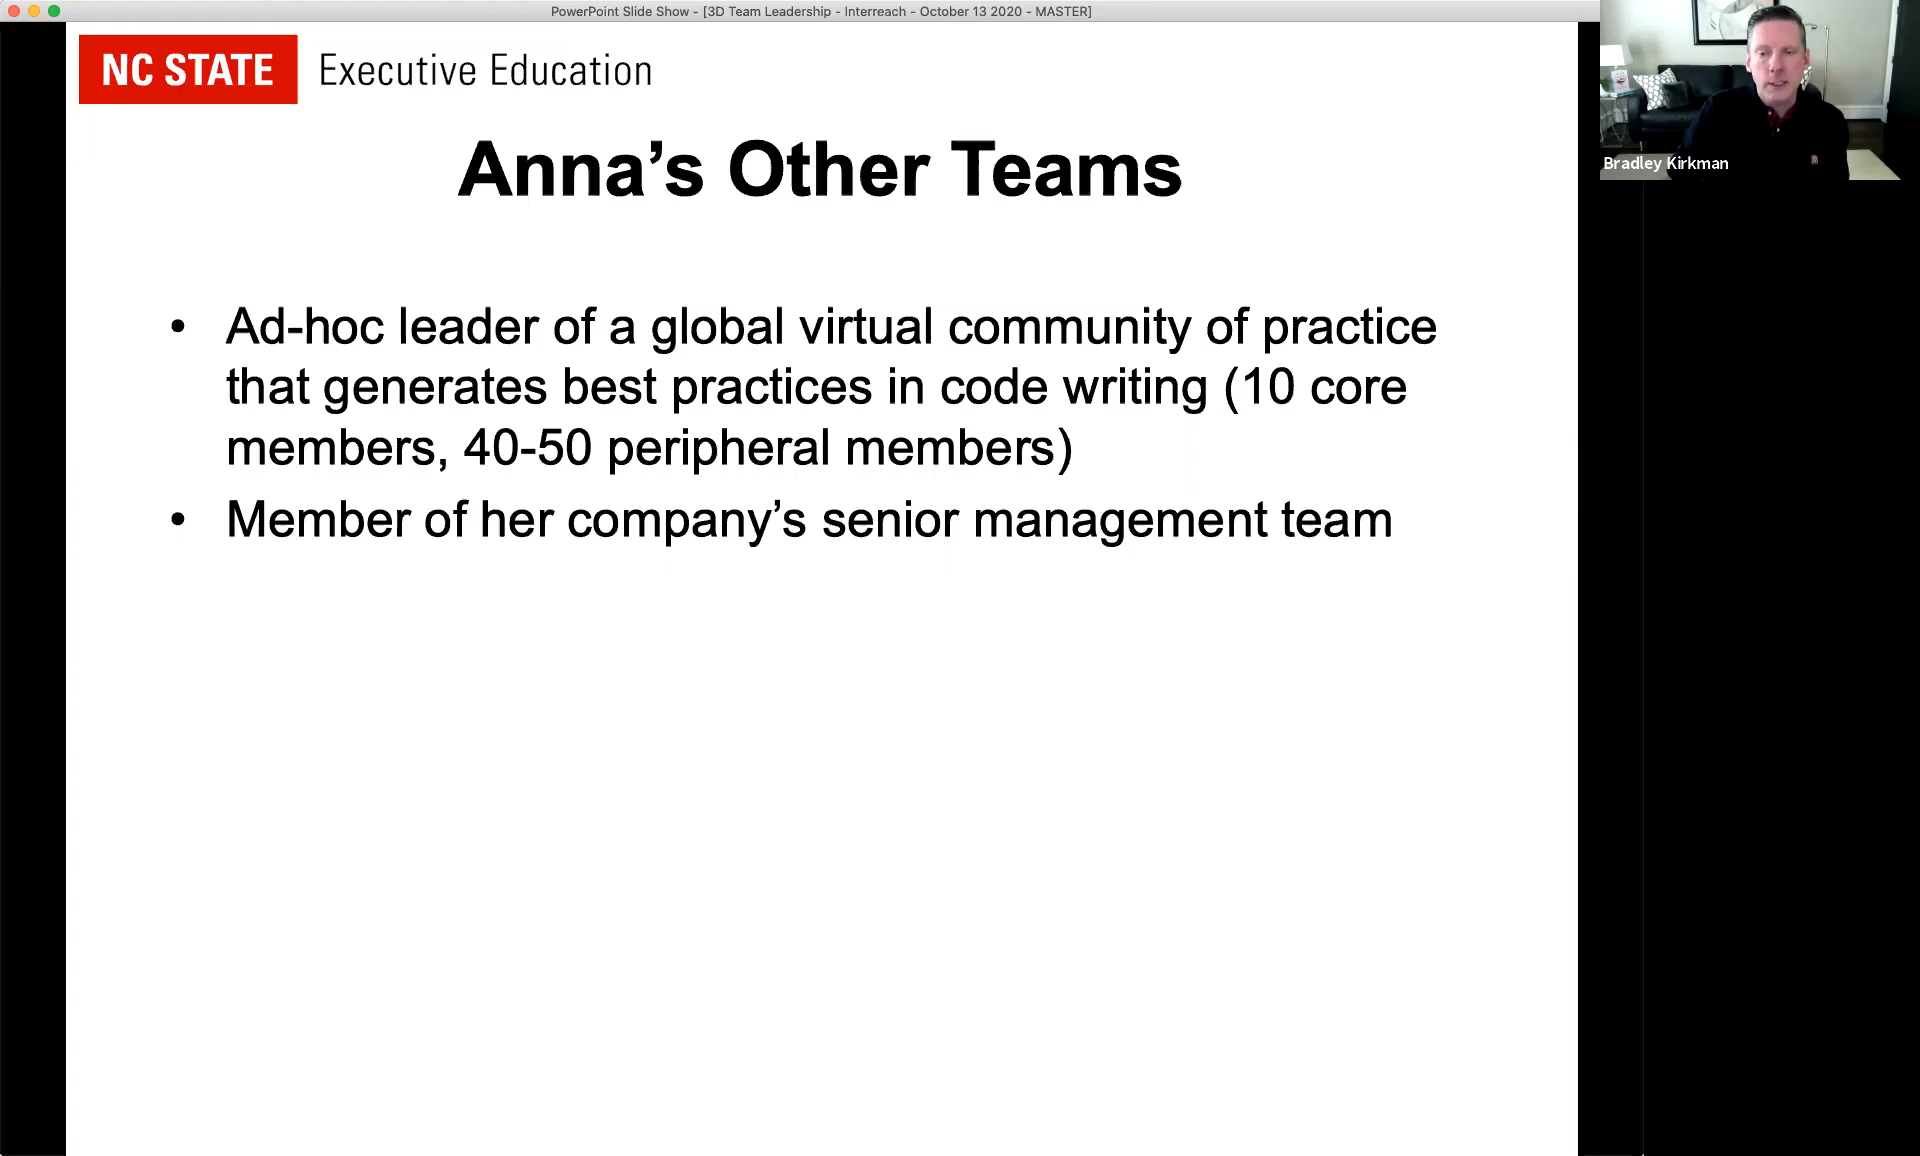 PowerPoint Slide Show - [3D Team Leadership - Interreach - October 13 2020 - MASTER]
NC STATE Executive Education
Bradley Kirkman
Anna’s Other Teams
• Ad-hoc leader of a global virtual community of practice
that generates best practices in code writing (10 core
members, 40-50 peripheral members)
• Member of her company’s senior management team